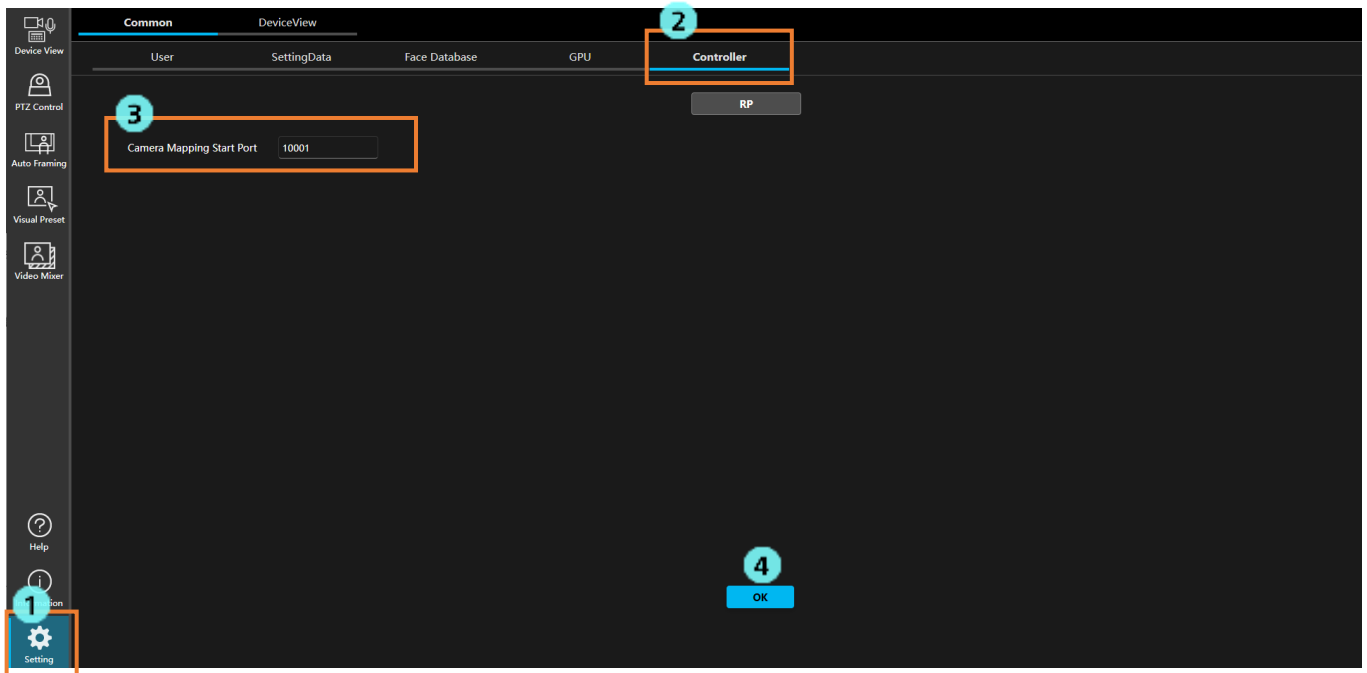 Common DeviceView
2
Device View
User SettingData Face Database GPU Controller
PTZ Control
3
RP
Camera Mapping Start Port 10001
Auto Framing
Visual Preset
Video Mixer
Help
4
OK
1
Setting